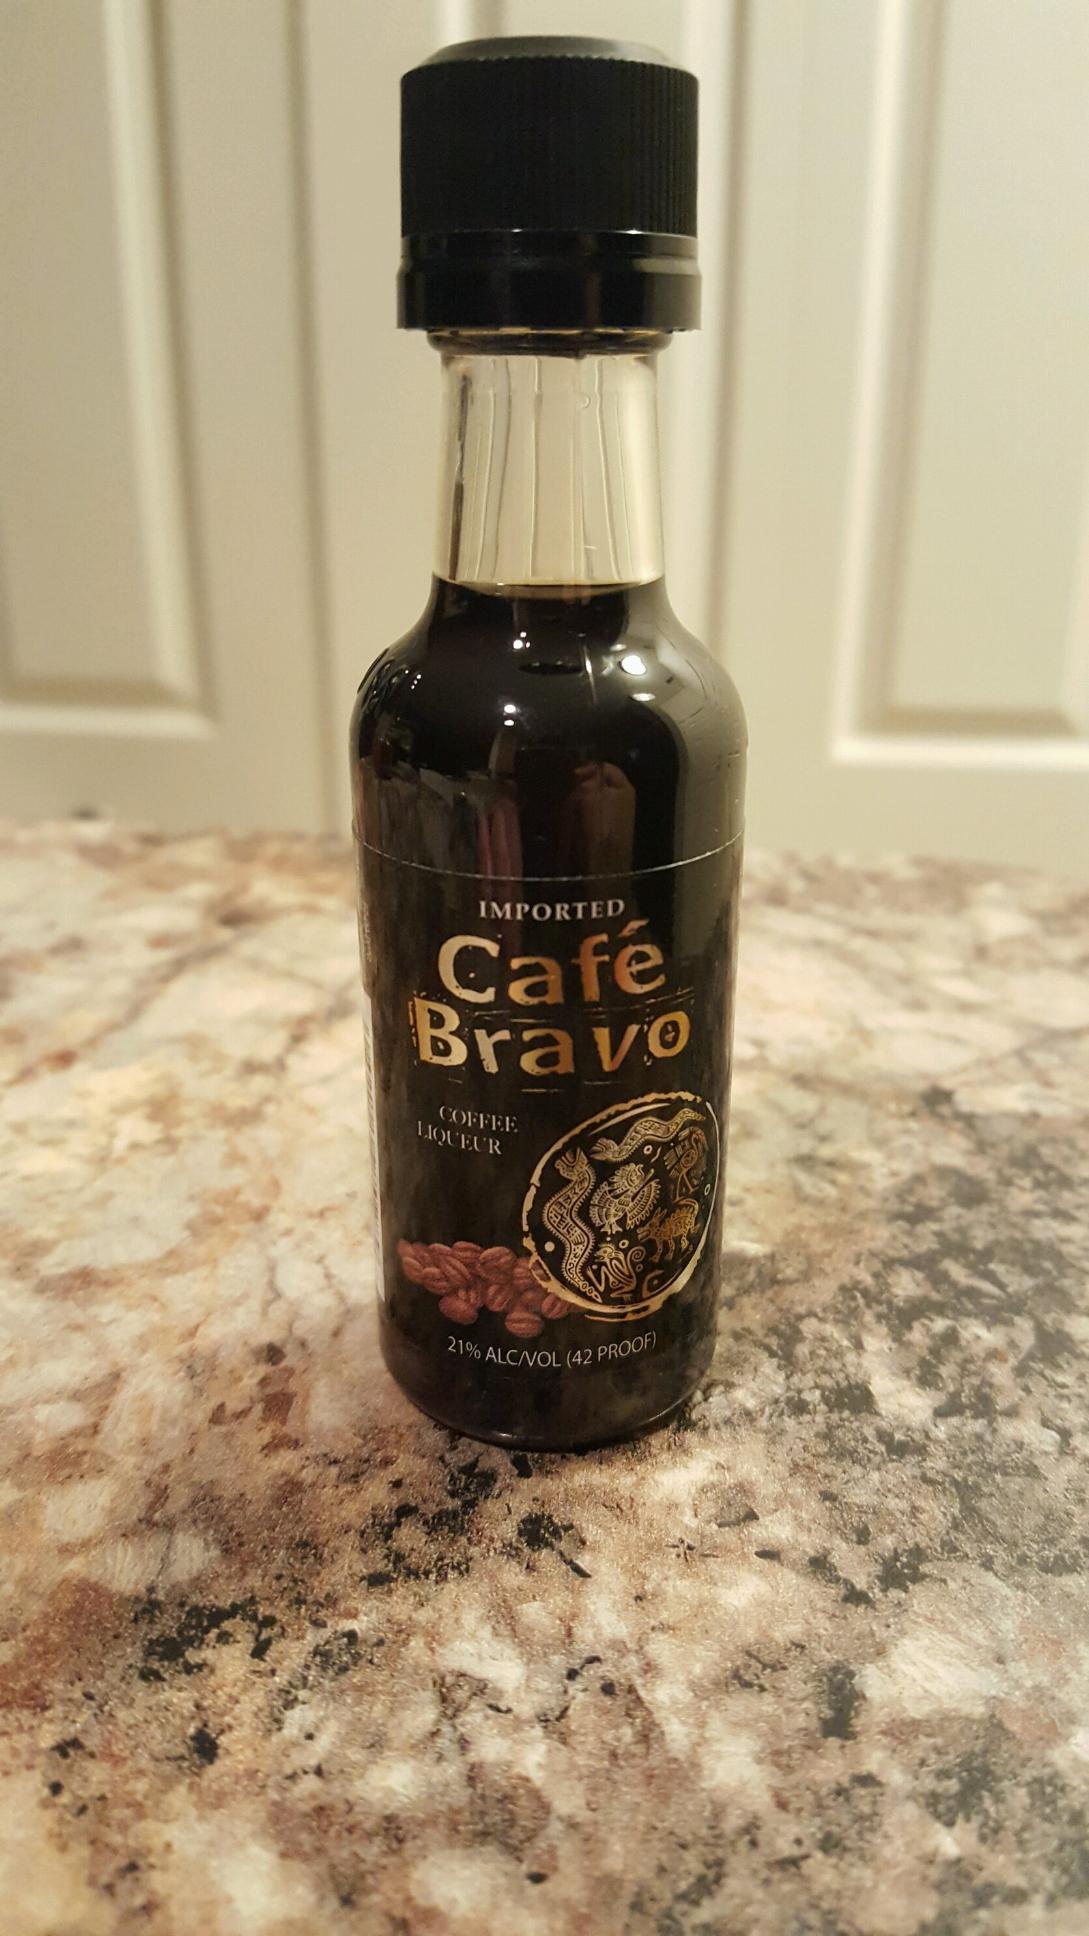 IMPORTED
Café
Bravo
COFFEE
LIQUEUR
21% ALC/VOL (42 PROOF)